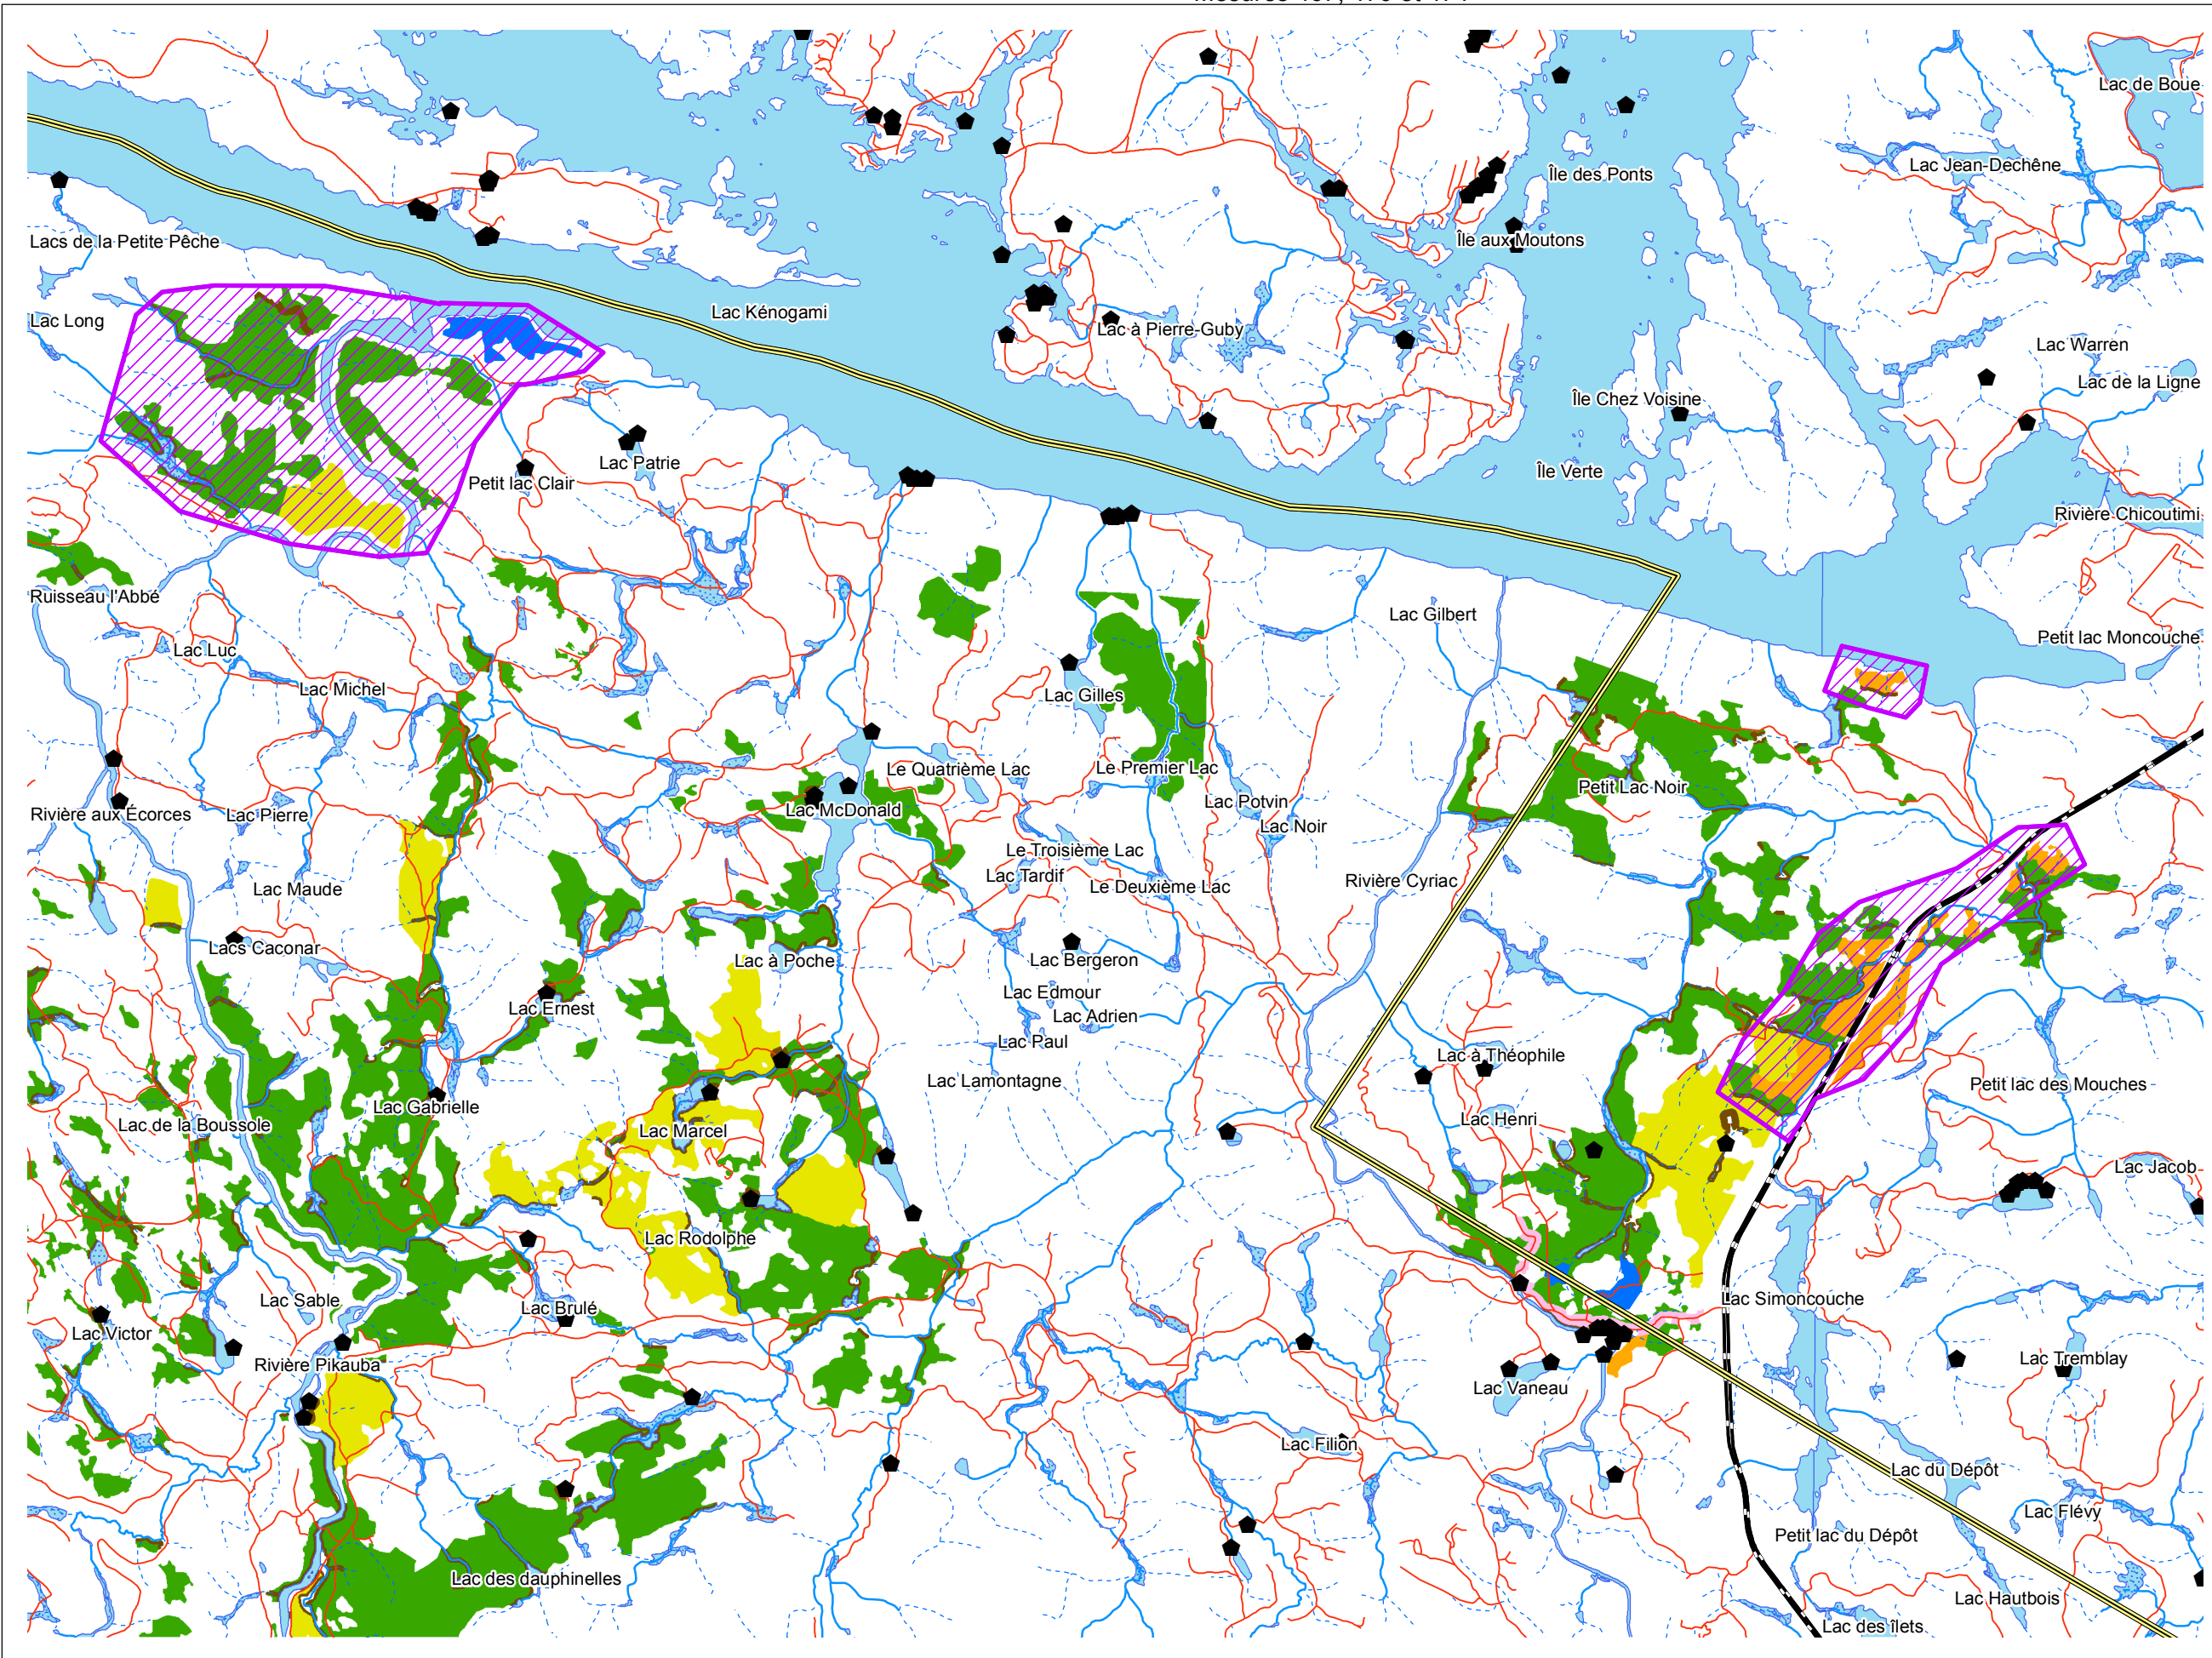 Lac de Boue
Lac Jean-Dechêne
Île des Ponts
Lacs de la Petite Pêche
Île aux Moutons
Lac Kénogami
Lac Long
Lac à Pierre-Guby
Lac Warren
Lac de la Ligne
Île Chez Voisine
Lac Patrie
Île Verte
Petit lac Clair
Rivière Chicoutimi
Ruisseau l'Abbé
Lac Gilbert
Petit lac Moncouche
Lac Luc
Lac Michel
Lac Gilles
Le Quatrième Lac
Le Premier Lac
Petit Lac Noir
Lac Potvin
Lac McDonald
Rivière aux Écorces
Lac Pierre
Lac Noir
Le Troisième Lac
Lac Tardif
Rivière Cyriac
Le Deuxième Lac
Lac Maude
Lacs Caconar
Lac à Poche
Lac Bergeron
Lac Edmour
Lac Ernest
Lac Adrien
Lac Paul
Lac à Théophile
Lac Lamontagne
Petit lac des Mouches
Lac Gabrielle
Lac Henri
Lac de la Boussole
Lac Marcel
Lac Jacob
Lac Rodolphe
Lac Sable
Lac Simoncouche
Lac Brulé
Lac Victor
Lac Tremblay
Rivière Pikauba
Lac Vaneau
Lac Filion
Lac du Dépôt
Lac Flévy
Petit lac du Dépôt
Lac des dauphinelles
Lac Hautbois
Lac des îlets